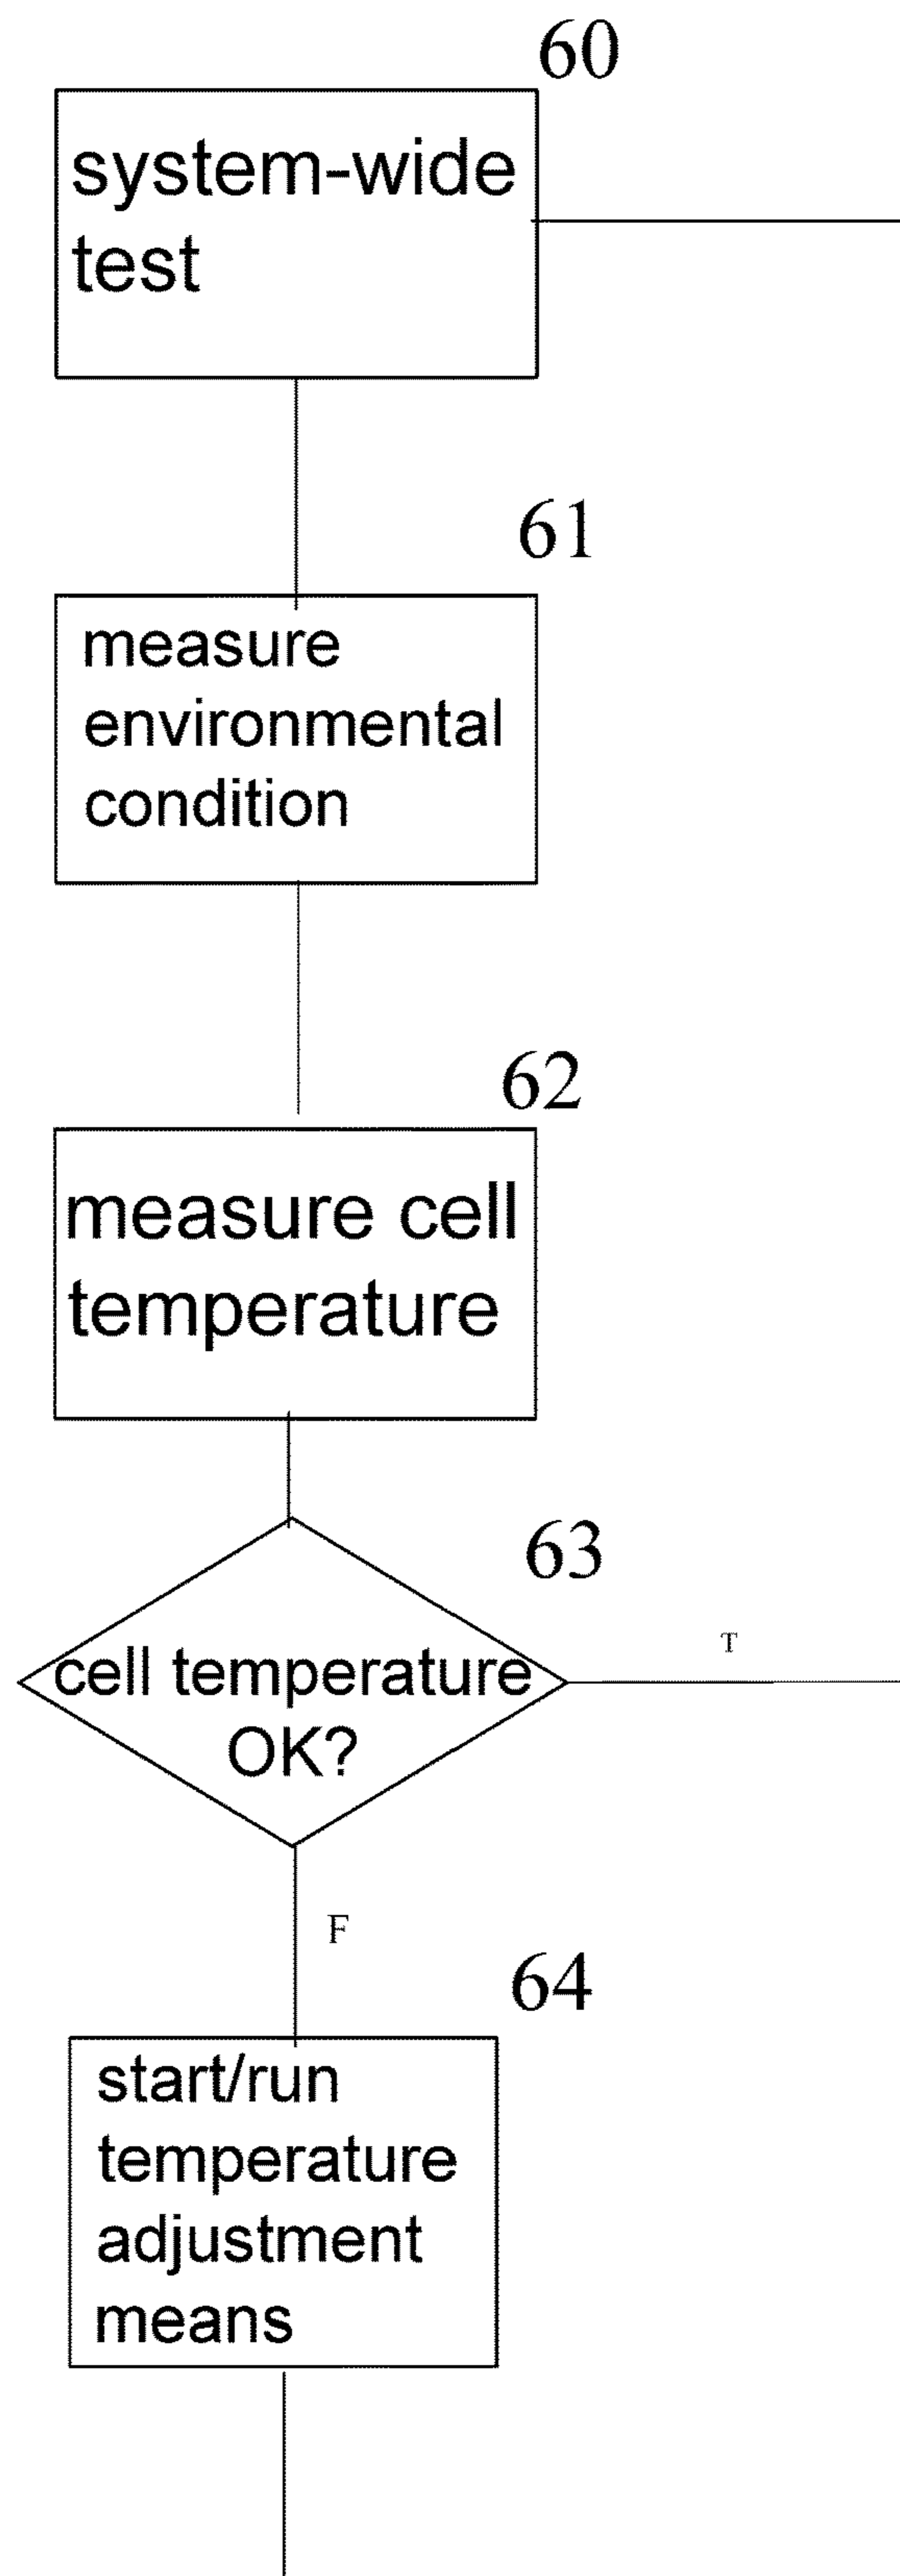 60
system-wide
test
61
measure
environmental
condition
62
measure cell
temperature
63
cell temperature
OK?
T
F
64
start/run
temperature
adjustment
means